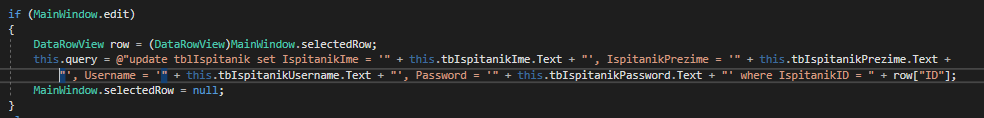 if (MainWindow.edit)
{
DataRowView row = (DataRowView)MainWindow.selectedRow;
this.query = @"update tblIspitanik set IspitanikIme = '" + this.tbIspitanikIme.Text + "', IspitanikPrezime = '" + this.tbIspitanikPrezime.Text +
"', Username = '" + this.tbIspitanikUsername.Text + "', Password = '" + this.tbIspitanikPassword.Text + "' where IspitanikID = " + row["ID"];
MainWindow.selectedRow = null;
}